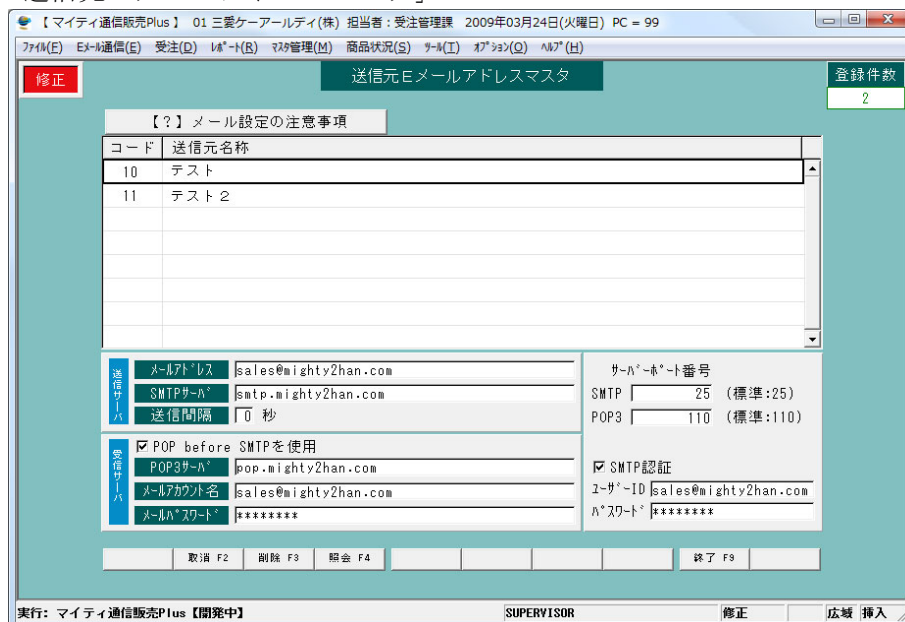 【 マイティ通信販売Plus 】 01 三愛ケーアールディ(株) 担当者：受注管理課 2009年03月24日(火曜日) PC = 99
ﾌｧｲﾙ(F) Eﾒｰﾙ通信(E) 受注(D) ﾚﾎﾟｰﾄ(R) ﾏｽﾀ管理(M) 商品状況(S) ﾂｰﾙ(T) ｵﾌﾟｼｮﾝ(O) ﾍﾙﾌﾟ(H)
修正
送信元Ｅメールアドレスマスタ
登録件数
2
【?】メール設定の注意事項
コード 送信元名称
10 テスト
11 テスト２
送信サーバ
ﾒｰﾙｱﾄﾞﾚｽ sales@mighty2han.com
SMTPｻｰﾊﾞ smtp.mighty2han.com
送信間隔 0 秒
ｻｰﾊﾞｰﾎﾟｰﾄ番号
SMTP 25 (標準:25)
POP3 110 (標準:110)
受信サーバ
POP before SMTPを使用
POP3ｻｰﾊﾞ pop.mighty2han.com
ﾒｰﾙｱｶｳﾝﾄ名 sales@mighty2han.com
ﾒｰﾙﾊﾟｽﾜｰﾄﾞ ********
SMTP認証
ﾕｰｻﾞｰID sales@mighty2han.com
ﾊﾟｽﾜｰﾄﾞ ********
取消 F2 削除 F3 照会 F4 終了 F9
実行: マイティ通信販売Plus【開発中】 SUPERVISOR 修正 広域 挿入